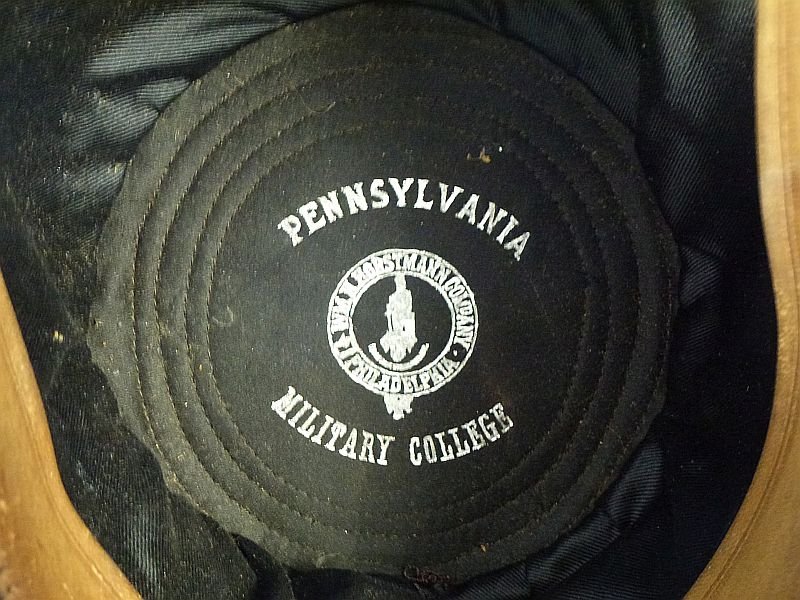 PENNSYLVANIA
WM. H. HORSTMANN COMPANY
PHILADELPHIA
MILITARY COLLEGE